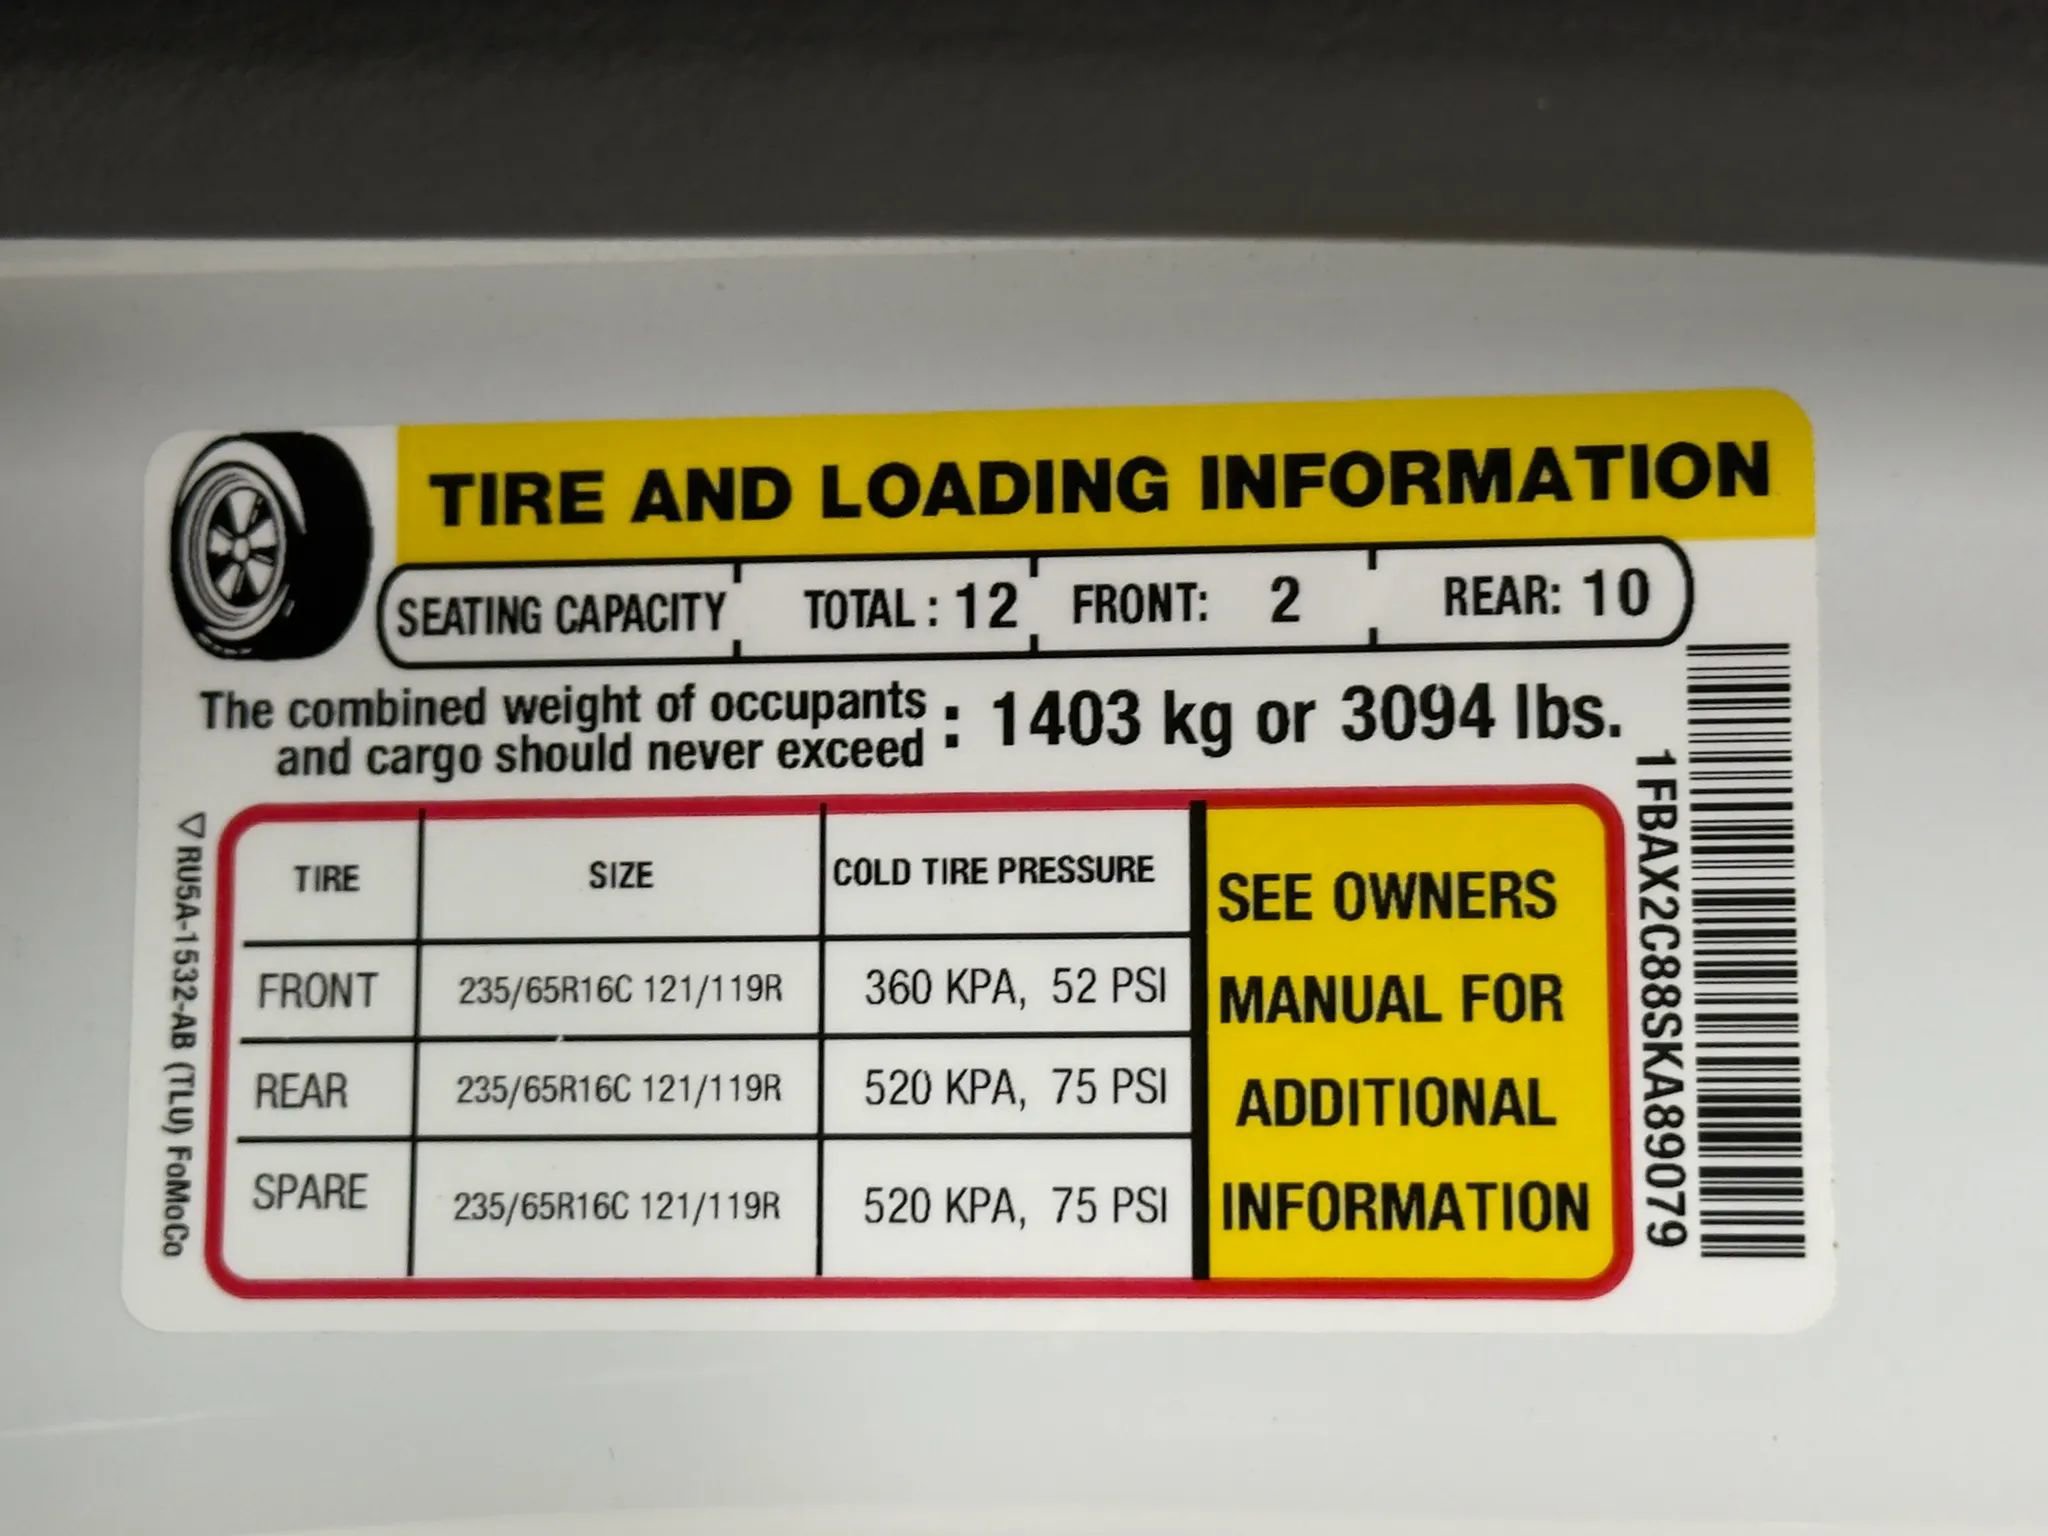 TIRE AND LOADING INFORMATION
SEATING CAPACITY TOTAL : 12 FRONT: 2 REAR: 10
The combined weight of occupants
and cargo should never exceed : 1403 kg or 3094 lbs.
TIRE SIZE COLD TIRE PRESSURE
FRONT 235/65R16C 121/119R 360 KPA, 52 PSI
REAR 235/65R16C 121/119R 520 KPA, 75 PSI
SPARE 235/65R16C 121/119R 520 KPA, 75 PSI
SEE OWNERS
MANUAL FOR
ADDITIONAL
INFORMATION
1FBAX2C88SKA89079
▽RU5A-1532-AB (TLU) FoMoCo